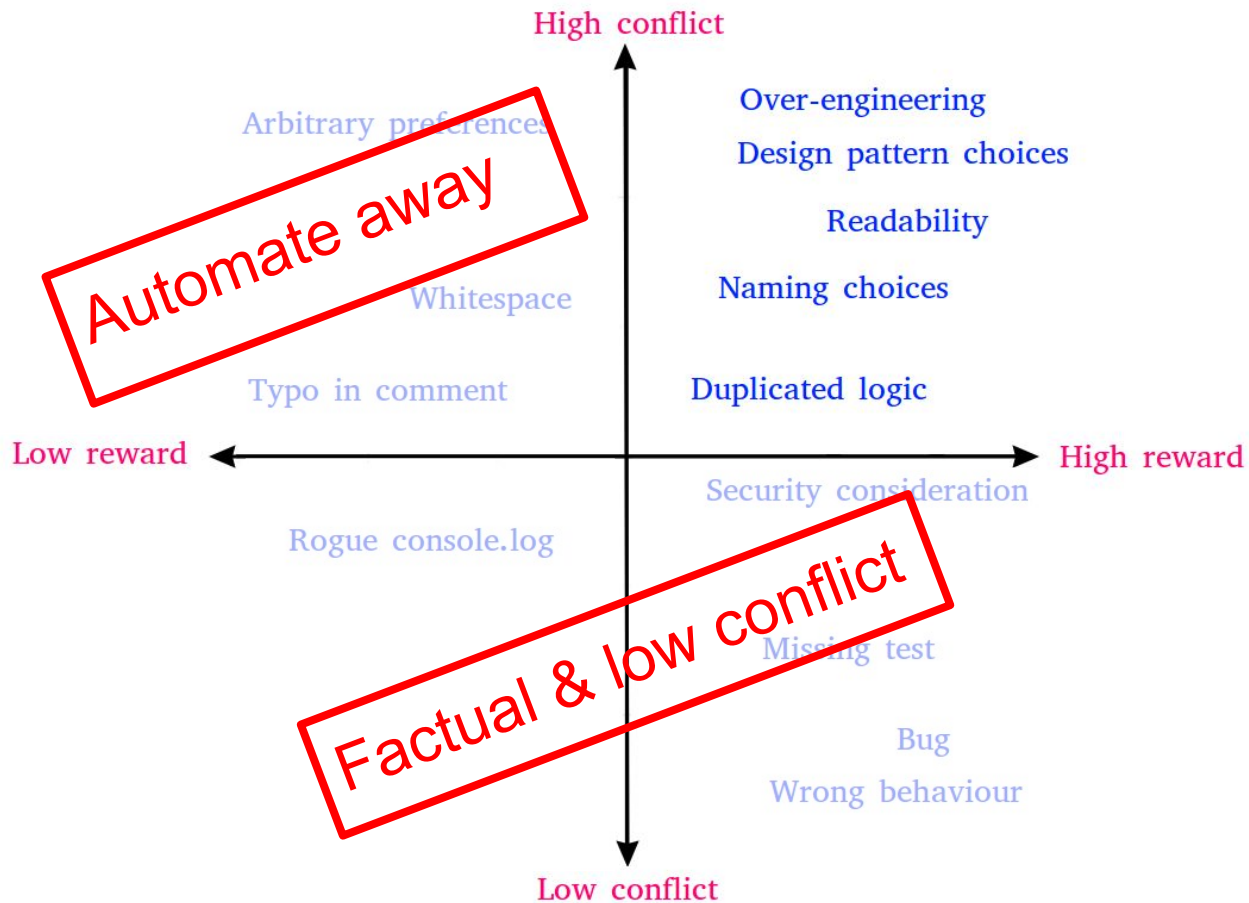 High conflict
Over-engineering
Arbitrary preferences
Design pattern choices
Automate away
Readability
Whitespace
Naming choices
Typo in comment
Duplicated logic
Low reward
High reward
Security consideration
Rogue console.log
Factual & low conflict
Missing test
Bug
Wrong behaviour
Low conflict